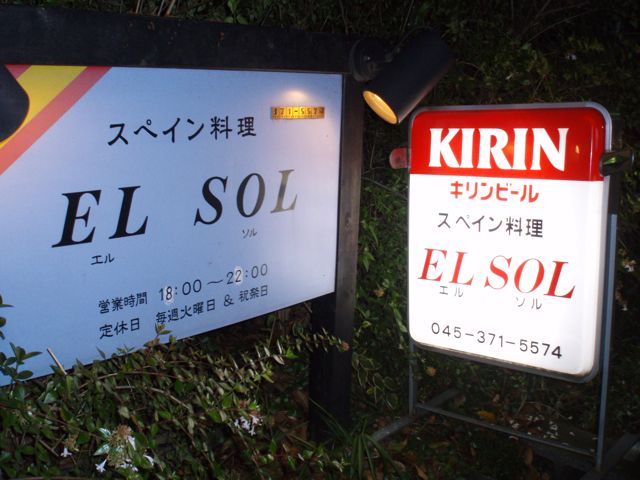 スペイン料理
371-5574
EL SOL
エル ソル
営業時間 18:00～22:00
定休日 毎週火曜日 & 祝祭日
KIRIN
キリンビール
スペイン料理
EL SOL
エル ソル
045-371-5574